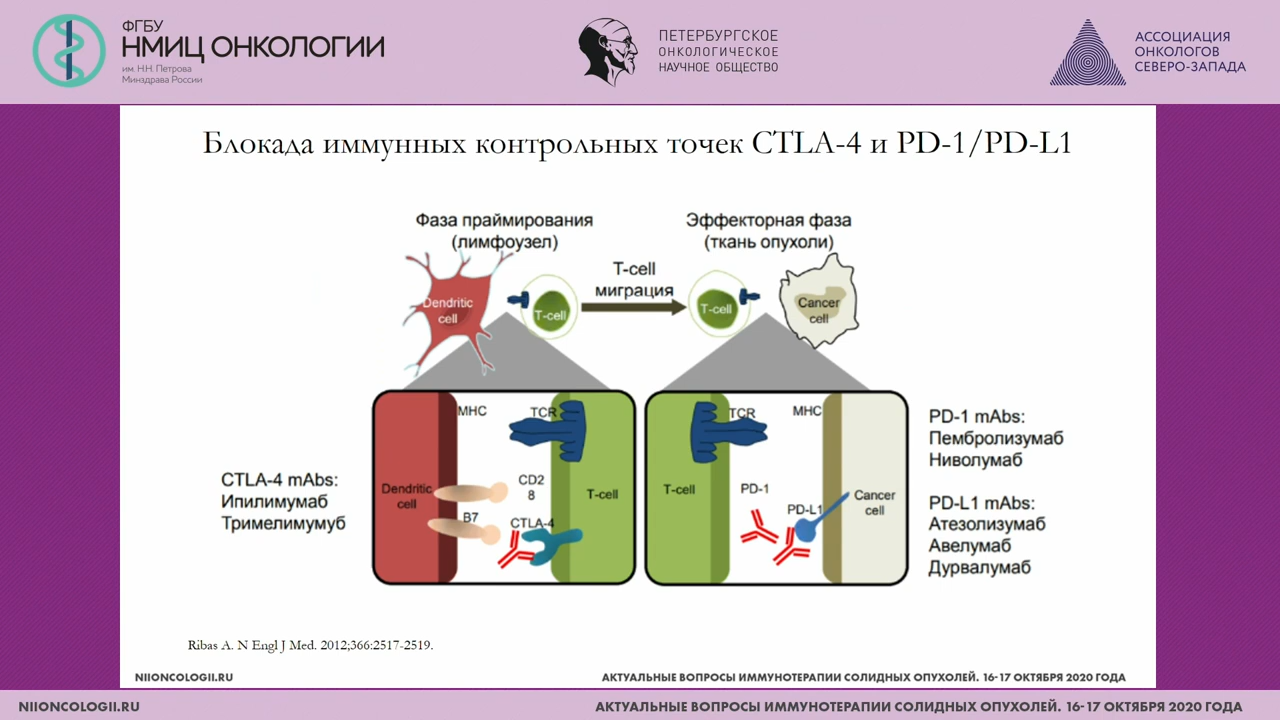 ФГБУ
НМИЦ ОНКОЛОГИИ
им. Н.Н. Петрова
Минздрава России
ПЕТЕРБУРГСКОЕ
ОНКОЛОГИЧЕСКОЕ
НАУЧНОЕ ОБЩЕСТВО
АССОЦИАЦИЯ
ОНКОЛОГОВ
СЕВЕРО-ЗАПАДА
Блокада иммунных контрольных точек CTLA-4 и PD-1/PD-L1
Фаза праймирования
(лимфоузел)
Эффекторная фаза
(ткань опухоли)
T-cell
миграция
Dendritic
cell
T-cell
T-cell
Cancer
cell
MHC
TCR
Dendritic
cell
CD2
8
T-cell
B7
CTLA-4
TCR
MHC
T-cell
PD-1
PD-L1
Cancer
cell
CTLA-4 mAbs:
Ипилимумаб
Тримелимумуб
PD-1 mAbs:
Пембролизумаб
Ниволумаб
PD-L1 mAbs:
Атезолизумаб
Авелумаб
Дурвалумаб
Ribas A. N Engl J Med. 2012;366:2517-2519.
NIIONCOLOGII.RU
АКТУАЛЬНЫЕ ВОПРОСЫ ИММУНОТЕРАПИИ СОЛИДНЫХ ОПУХОЛЕЙ. 16-17 ОКТЯБРЯ 2020 ГОДА
NIIONCOLOGII.RU
АКТУАЛЬНЫЕ ВОПРОСЫ ИММУНОТЕРАПИИ СОЛИДНЫХ ОПУХОЛЕЙ. 16-17 ОКТЯБРЯ 2020 ГОДА